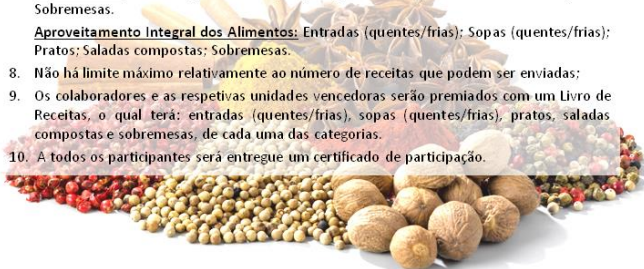 Sobremesas.
Aproveitamento Integral dos Alimentos: Entradas (quentes/frias); Sopas (quentes/frias);
Pratos; Saladas compostas; Sobremesas.
8. Não há limite máximo relativamente ao número de receitas que podem ser enviadas;
9. Os colaboradores e as respetivas unidades vencedoras serão premiados com um Livro de
Receitas, o qual terá: entradas (quentes/frias), sopas (quentes/frias), pratos, saladas
compostas e sobremesas, de cada uma das categorias.
10. A todos os participantes será entregue um certificado de participação.